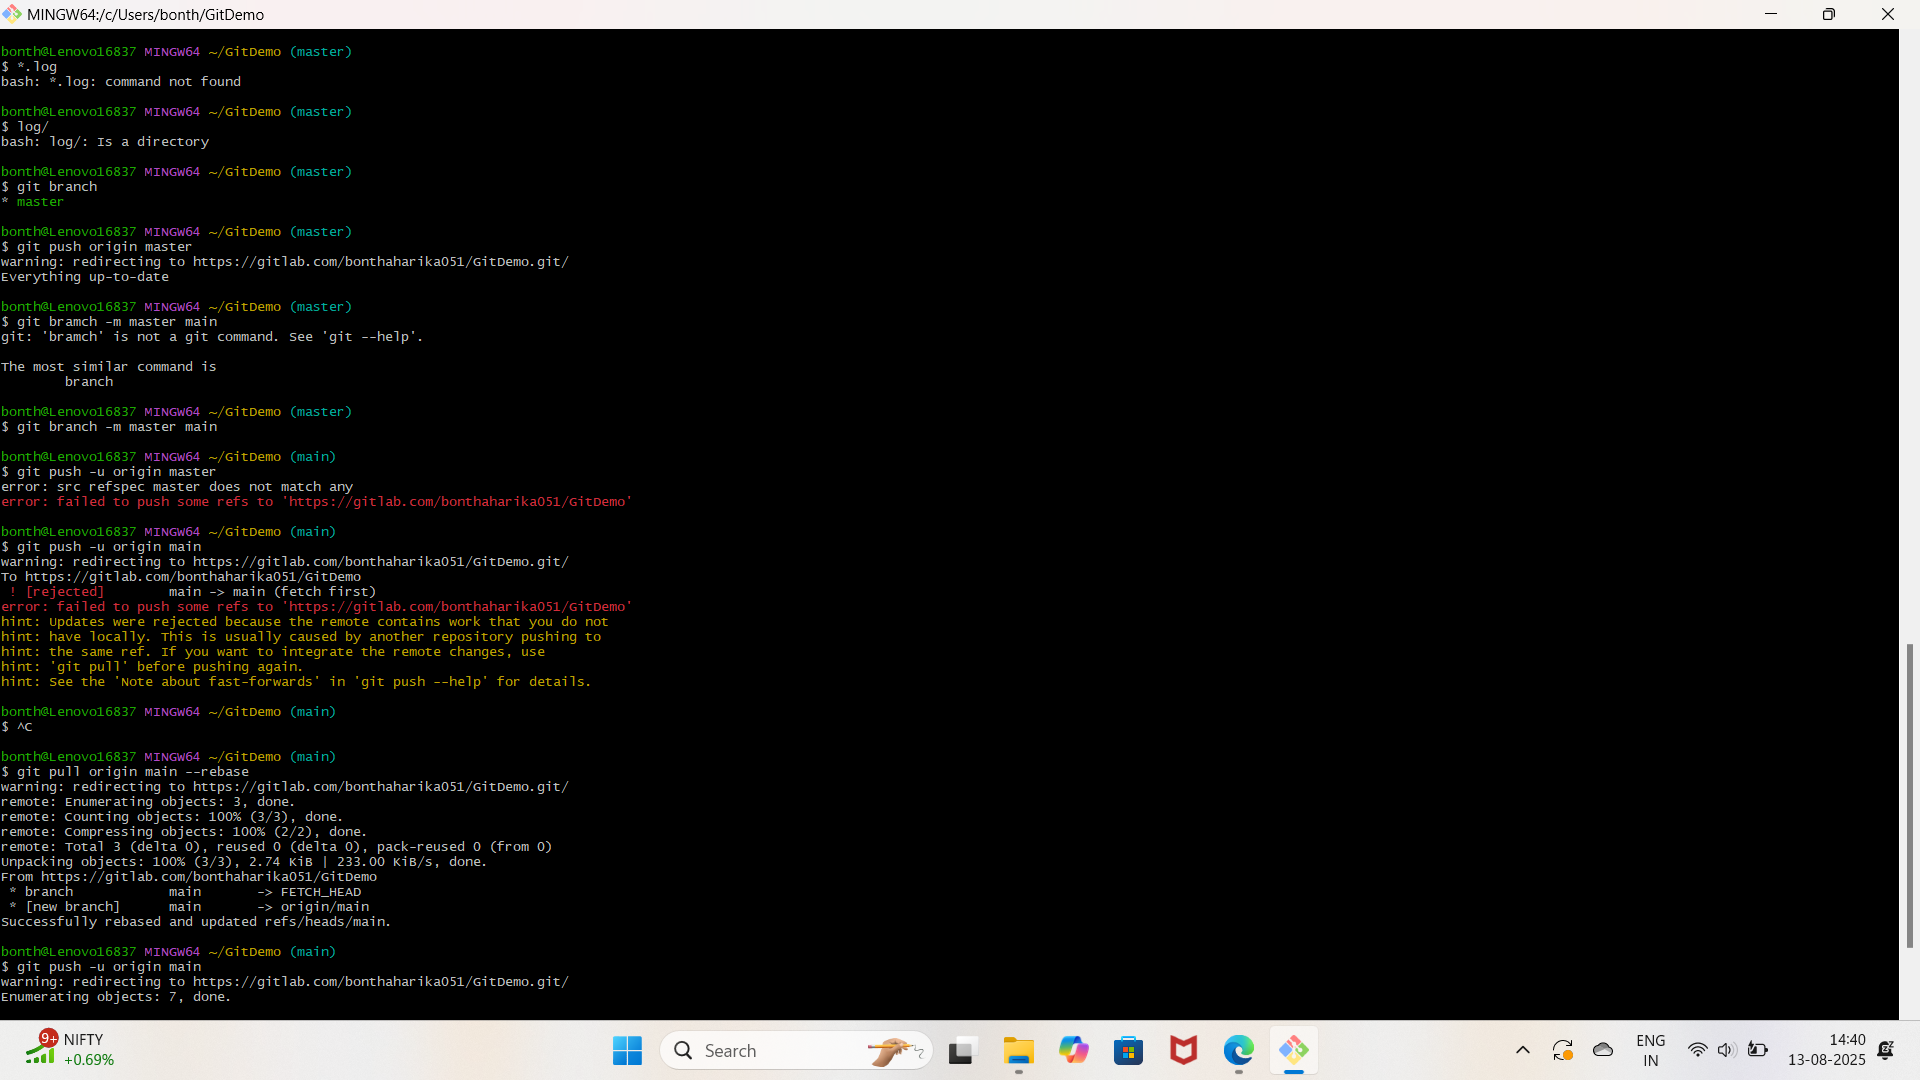 MINGW64:/c/Users/bonth/GitDemo
bonth@Lenovo16837 MINGW64 ~/GitDemo (master)
$ *.log
bash: *.log: command not found
bonth@Lenovo16837 MINGW64 ~/GitDemo (master)
$ log/
bash: log/: Is a directory
bonth@Lenovo16837 MINGW64 ~/GitDemo (master)
$ git branch
* master
bonth@Lenovo16837 MINGW64 ~/GitDemo (master)
$ git push origin master
warning: redirecting to https://gitlab.com/bonthaharika051/GitDemo.git/
Everything up-to-date
bonth@Lenovo16837 MINGW64 ~/GitDemo (master)
$ git bramch -m master main
git: 'bramch' is not a git command. See 'git --help'.
The most similar command is
branch
bonth@Lenovo16837 MINGW64 ~/GitDemo (master)
$ git branch -m master main
bonth@Lenovo16837 MINGW64 ~/GitDemo (main)
$ git push -u origin master
error: src refspec master does not match any
error: failed to push some refs to 'https://gitlab.com/bonthaharika051/GitDemo'
bonth@Lenovo16837 MINGW64 ~/GitDemo (main)
$ git push -u origin main
warning: redirecting to https://gitlab.com/bonthaharika051/GitDemo.git/
To https://gitlab.com/bonthaharika051/GitDemo
! [rejected]        main -> main (fetch first)
error: failed to push some refs to 'https://gitlab.com/bonthaharika051/GitDemo'
hint: Updates were rejected because the remote contains work that you do not
hint: have locally. This is usually caused by another repository pushing to
hint: the same ref. If you want to integrate the remote changes, use
hint: 'git pull' before pushing again.
hint: See the 'Note about fast-forwards' in 'git push --help' for details.
bonth@Lenovo16837 MINGW64 ~/GitDemo (main)
$ ^C
bonth@Lenovo16837 MINGW64 ~/GitDemo (main)
$ git pull origin main --rebase
warning: redirecting to https://gitlab.com/bonthaharika051/GitDemo.git/
remote: Enumerating objects: 3, done.
remote: Counting objects: 100% (3/3), done.
remote: Compressing objects: 100% (2/2), done.
remote: Total 3 (delta 0), reused 0 (delta 0), pack-reused 0 (from 0)
Unpacking objects: 100% (3/3), 2.74 KiB | 233.00 KiB/s, done.
From https://gitlab.com/bonthaharika051/GitDemo
* branch            main       -> FETCH_HEAD
* [new branch]      main       -> origin/main
Successfully rebased and updated refs/heads/main.
bonth@Lenovo16837 MINGW64 ~/GitDemo (main)
$ git push -u origin main
warning: redirecting to https://gitlab.com/bonthaharika051/GitDemo.git/
Enumerating objects: 7, done.
9+
NIFTY
+0.69%
Search
ENG
IN
14:40
13-08-2025